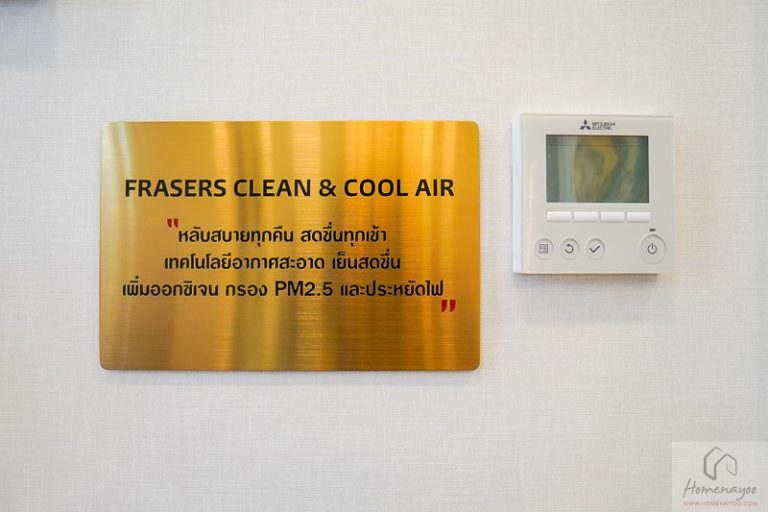 FRASERS CLEAN & COOL AIR
"หลับสบายทุกคืน สดชื่นทุกเช้า
เทคโนโลยีอากาศสะอาด เย็นสดชื่น
เพิ่มออกซิเจน กรอง PM2.5 และประหยัดไฟ"
MITSUBISHI
ELECTRIC
Homenayoo
WWW.HOMENAYOO.COM